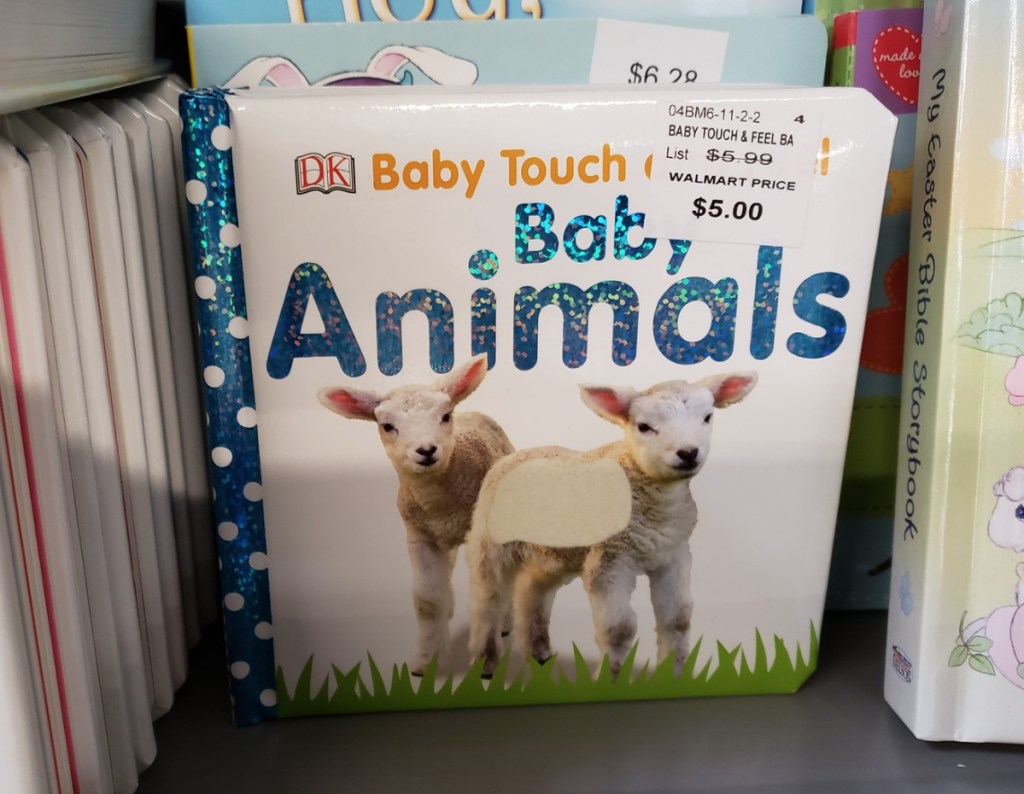 $6.28
made
lov
04BM6-11-2-2 4
BABY TOUCH & FEEL BA
List $5.99
WALMART PRICE
$5.00
DK Baby Touch
Baby
Animals
My Easter Bible Storybook